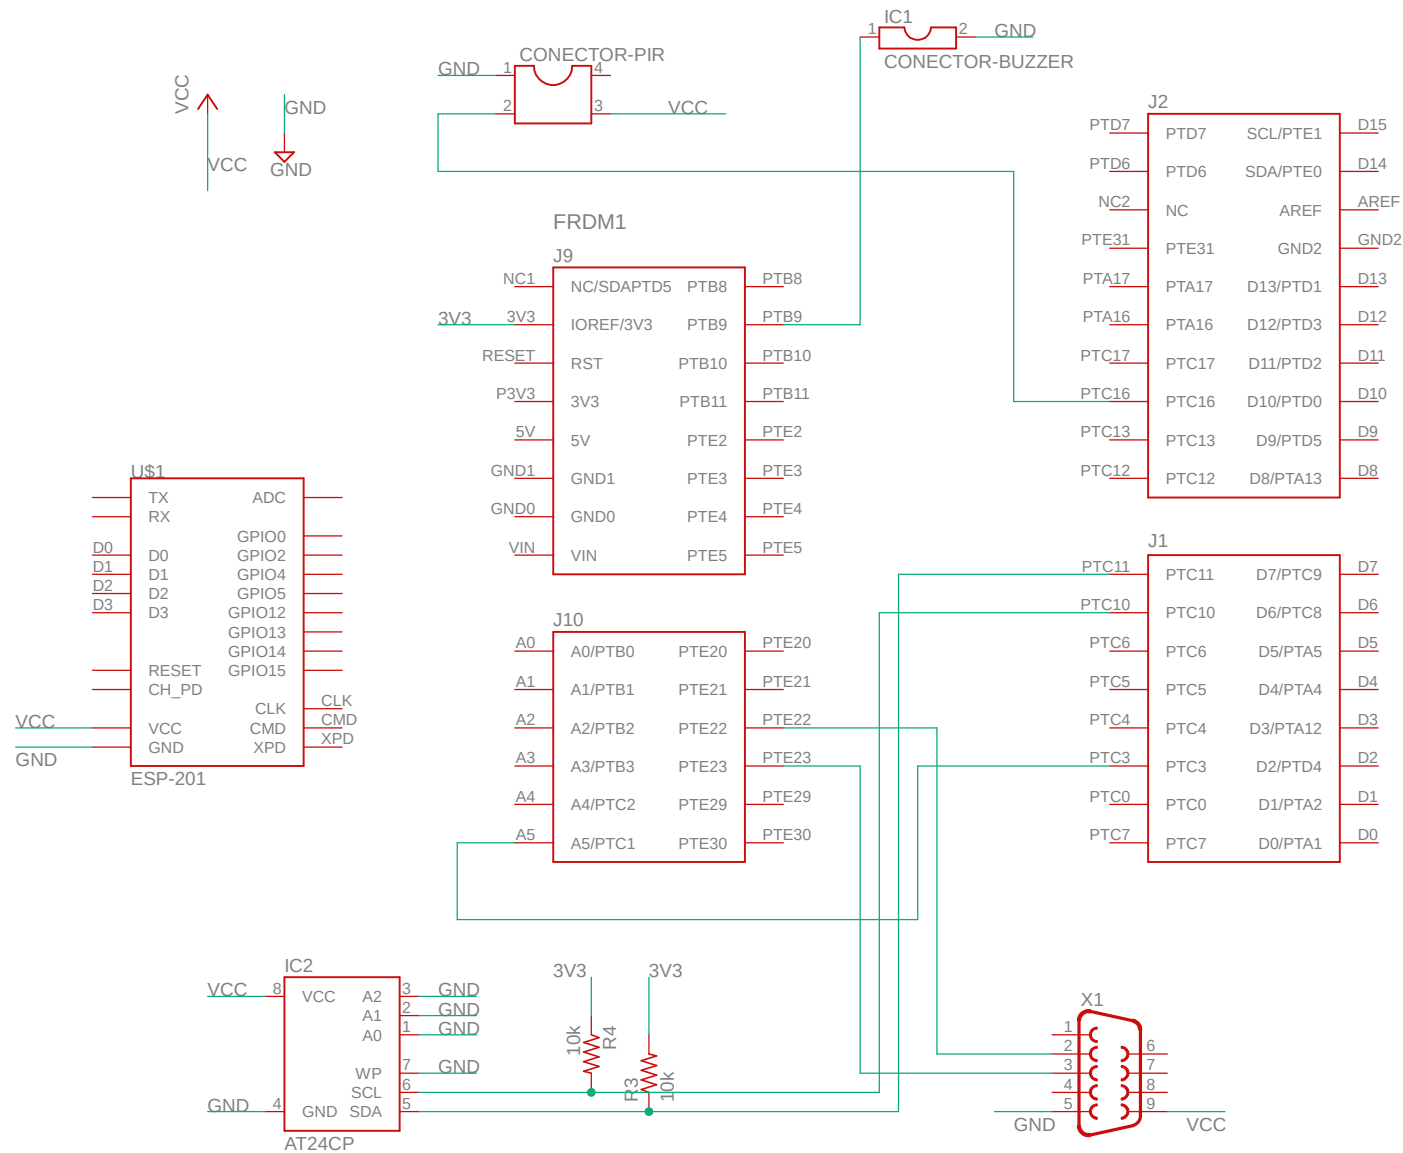 IC1
1 2 GND
CONECTOR-BUZZER
CONECTOR-PIR
GND 1 4
2 3 VCC
VCC
VCC
GND
GND
J2
PTD7 PTD7 SCL/PTE1 D15
PTD6 PTD6 SDA/PTE0 D14
NC2 NC AREF AREF
PTE31 PTE31 GND2 GND2
PTA17 PTA17 D13/PTD1 D13
PTA16 PTA16 D12/PTD3 D12
PTC17 PTC17 D11/PTD2 D11
PTC16 PTC16 D10/PTD0 D10
PTC13 PTC13 D9/PTD5 D9
PTC12 PTC12 D8/PTA13 D8
FRDM1
J9
NC1 NC/SDAPTD5 PTB8 PTB8
3V3 3V3 IOREF/3V3 PTB9 PTB9
RESET RST PTB10 PTB10
P3V3 3V3 PTB11 PTB11
5V 5V PTE2 PTE2
GND1 GND1 PTE3 PTE3
GND0 GND0 PTE4 PTE4
VIN VIN PTE5 PTE5
U$1
TX ADC
RX
GPIO0
D0 D0 GPIO2
D1 D1 GPIO4
D2 D2 GPIO5
D3 D3 GPIO12
GPIO13
GPIO14
RESET GPIO15
CH_PD
CLK CLK
VCC VCC CMD CMD
GND GND XPD XPD
ESP-201
J10
A0 A0/PTB0 PTE20 PTE20
A1 A1/PTB1 PTE21 PTE21
A2 A2/PTB2 PTE22 PTE22
A3 A3/PTB3 PTE23 PTE23
A4 A4/PTC2 PTE29 PTE29
A5 A5/PTC1 PTE30 PTE30
J1
PTC11 PTC11 D7/PTC9 D7
PTC10 PTC10 D6/PTC8 D6
PTC6 PTC6 D5/PTA5 D5
PTC5 PTC5 D4/PTA4 D4
PTC4 PTC4 D3/PTA12 D3
PTC3 PTC3 D2/PTD4 D2
PTC0 PTC0 D1/PTA2 D1
PTC7 PTC7 D0/PTA1 D0
IC2
VCC 8 VCC A2 3 GND
A1 2 GND
A0 1 GND
WP 7 GND
SCL 6
GND 4 GND SDA 5
AT24CP
3V3 3V3
10k R4
R3 10k
X1
1
2 6
3 7
4 8
5 9
GND VCC